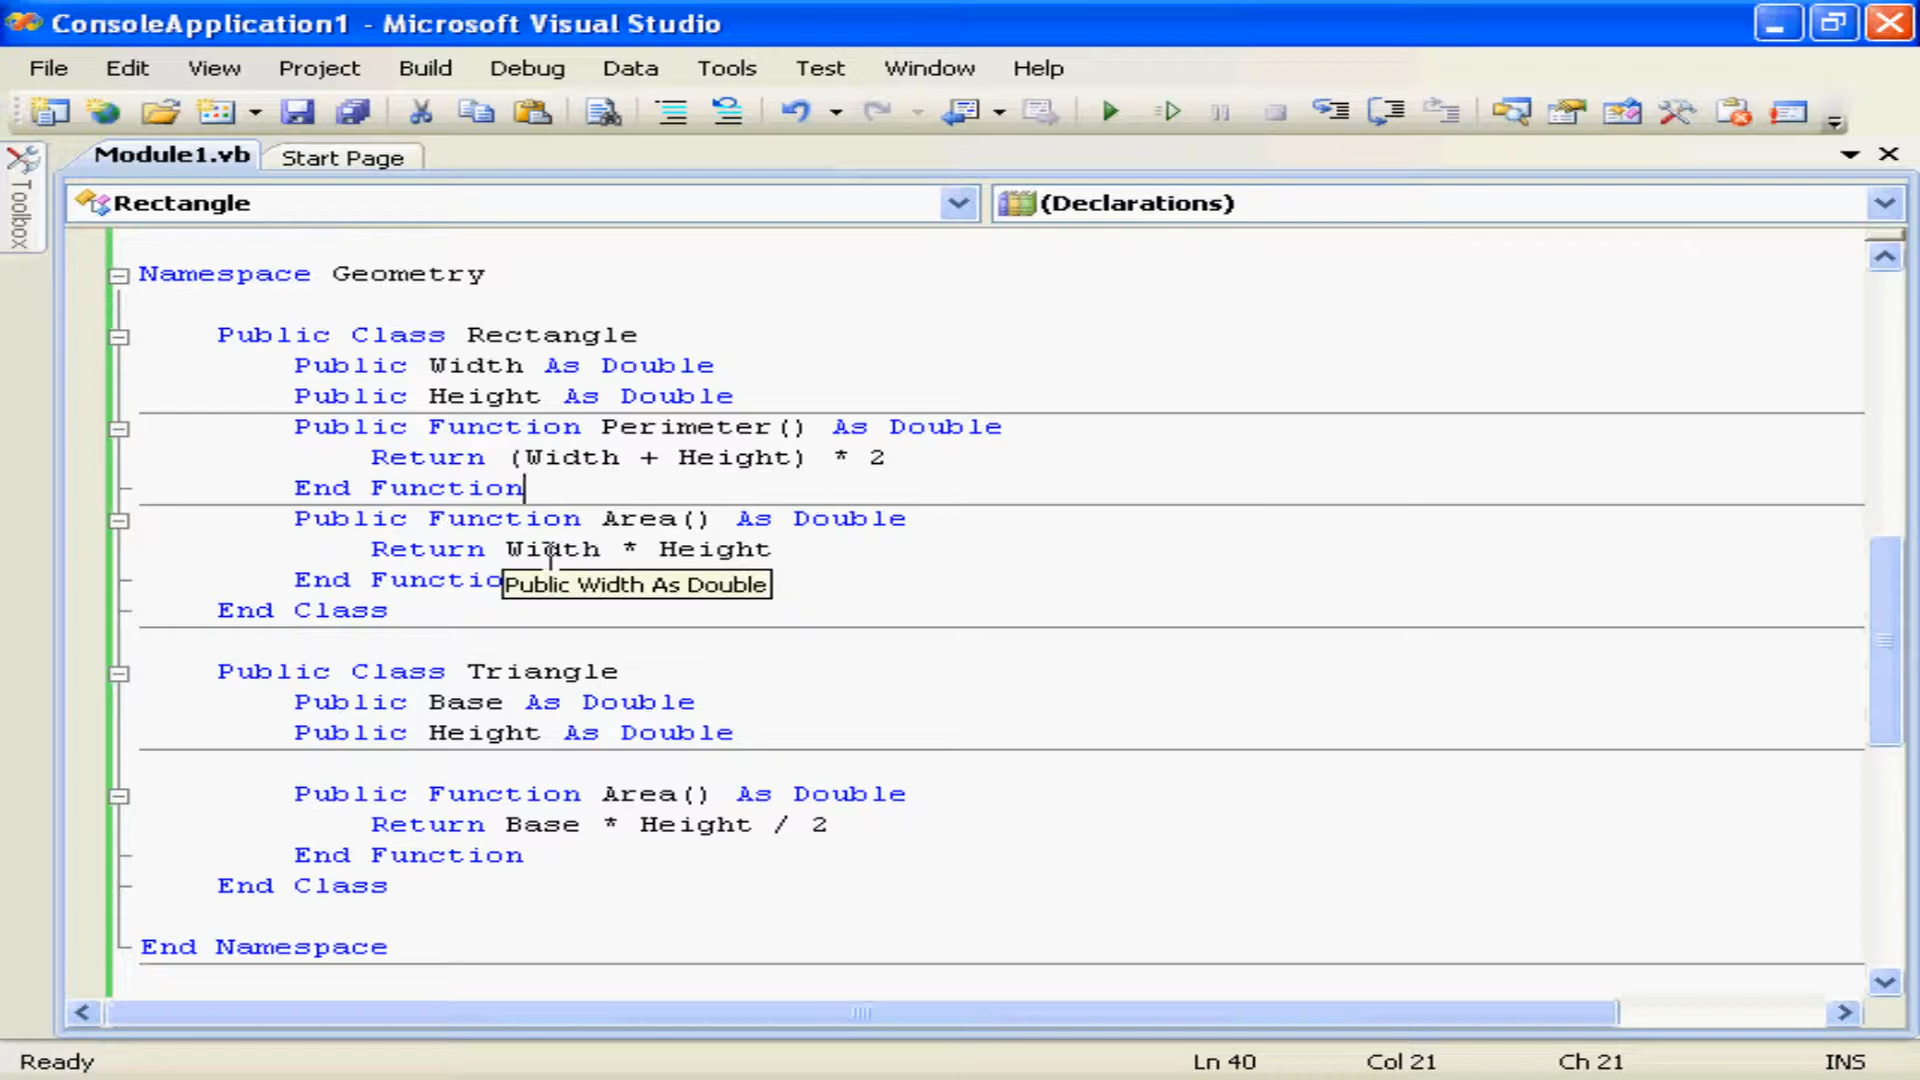 ConsoleApplication1 - Microsoft Visual Studio
File Edit View Project Build Debug Data Tools Test Window Help
Module1.vb Start Page
Toolbox
Rectangle (Declarations)
Namespace Geometry
Public Class Rectangle
Public Width As Double
Public Height As Double
Public Function Perimeter() As Double
Return (Width + Height) * 2
End Function
Public Function Area() As Double
Return Width * Height
End Functio
Public Width As Double
End Class
Public Class Triangle
Public Base As Double
Public Height As Double
Public Function Area() As Double
Return Base * Height / 2
End Function
End Class
End Namespace
Ready Ln 40 Col 21 Ch 21 INS